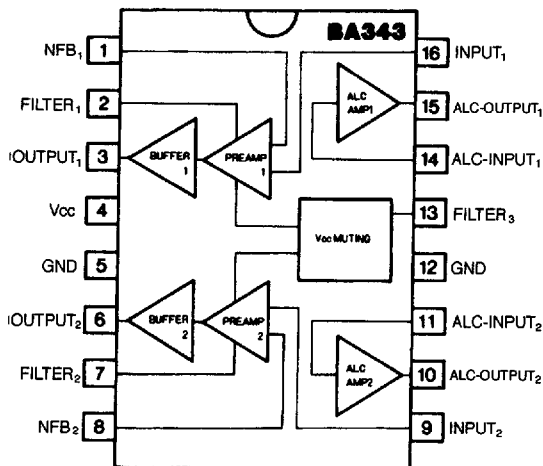 BA343
NFB1 1
16 INPUT1
FILTER1 2
ALC
AMP1
15 ALC-OUTPUT1
OUTPUT1 3
BUFFER
1
PREAMP
1
14 ALC-INPUT1
Vcc 4
13 FILTER3
Vcc MUTING
GND 5
12 GND
OUTPUT2 6
BUFFER
2
PREAMP
2
11 ALC-INPUT2
FILTER2 7
ALC
AMP2
10 ALC-OUTPUT2
NFB2 8
9 INPUT2